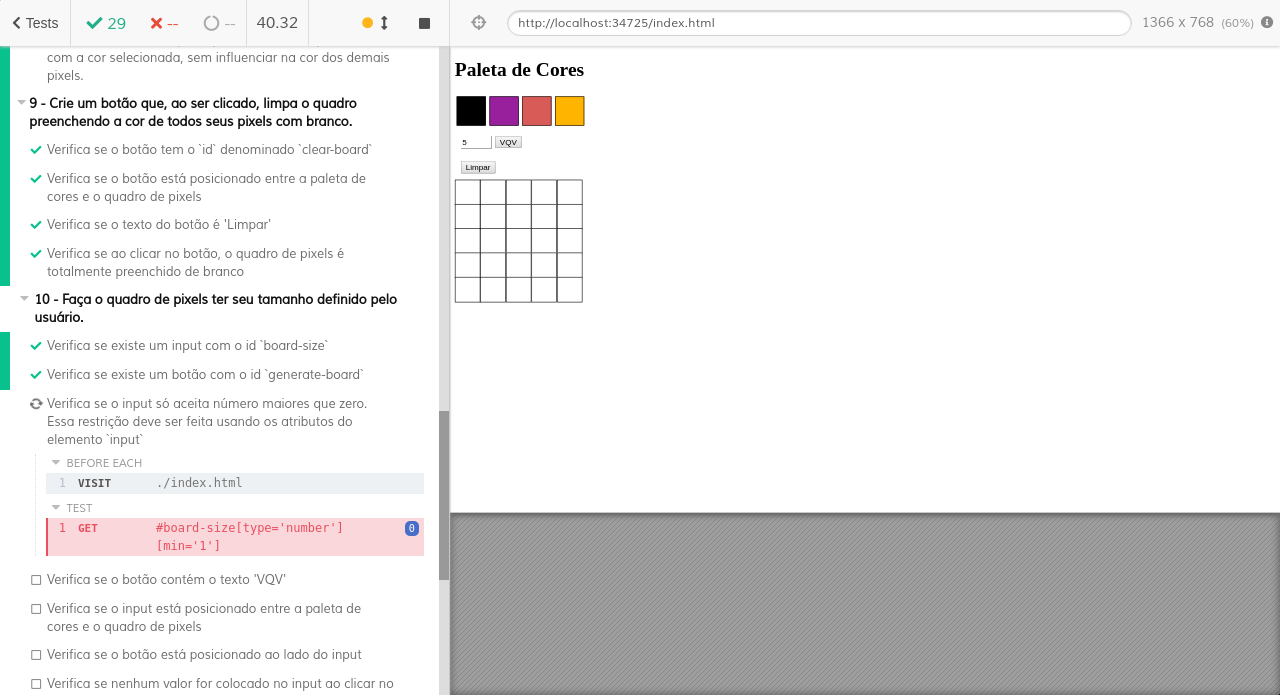 Tests
29
--
--
40.32
http://localhost:34725/index.html
1366 x 768 (60%)
com a cor selecionada, sem influenciar na cor dos demais
pixels.
9 - Crie um botão que, ao ser clicado, limpa o quadro
preenchendo a cor de todos seus pixels com branco.
Verifica se o botão tem o `id` denominado `clear-board`
Verifica se o botão está posicionado entre a paleta de
cores e o quadro de pixels
Verifica se o texto do botão é 'Limpar'
Verifica se ao clicar no botão, o quadro de pixels é
totalmente preenchido de branco
10 - Faça o quadro de pixels ter seu tamanho definido pelo
usuário.
Verifica se existe um input com o id `board-size`
Verifica se existe um botão com o id `generate-board`
Verifica se o input só aceita número maiores que zero.
Essa restrição deve ser feita usando os atributos do
elemento `input`
BEFORE EACH
1 VISIT ./index.html
TEST
1 GET #board-size[type='number'] 0
[min='1']
Verifica se o botão contém o texto 'VQV'
Verifica se o input está posicionado entre a paleta de
cores e o quadro de pixels
Verifica se o botão está posicionado ao lado do input
Verifica se nenhum valor for colocado no input ao clicar no
Paleta de Cores
5 VQV
Limpar